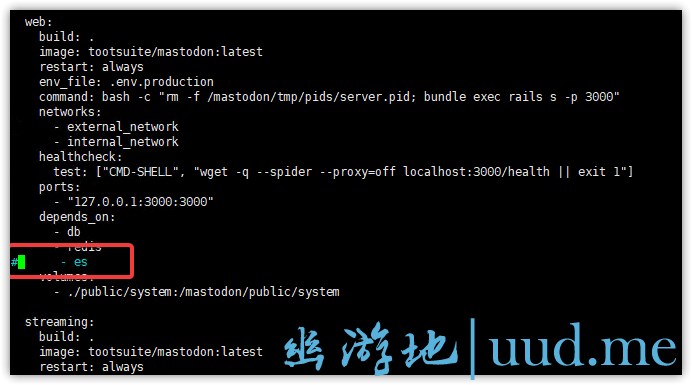 web:
build: .
image: tootsuite/mastodon:latest
restart: always
env_file: .env.production
command: bash -c "rm -f /mastodon/tmp/pids/server.pid; bundle exec rails s -p 3000"
networks:
- external_network
- internal_network
healthcheck:
test: ["CMD-SHELL", "wget -q --spider --proxy=off localhost:3000/health || exit 1"]
ports:
- "127.0.0.1:3000:3000"
depends_on:
- db
- redis
# - es
volumes:
- ./public/system:/mastodon/public/system
streaming:
build: .
image: tootsuite/mastodon:latest
restart: always
幽游地|uud.me